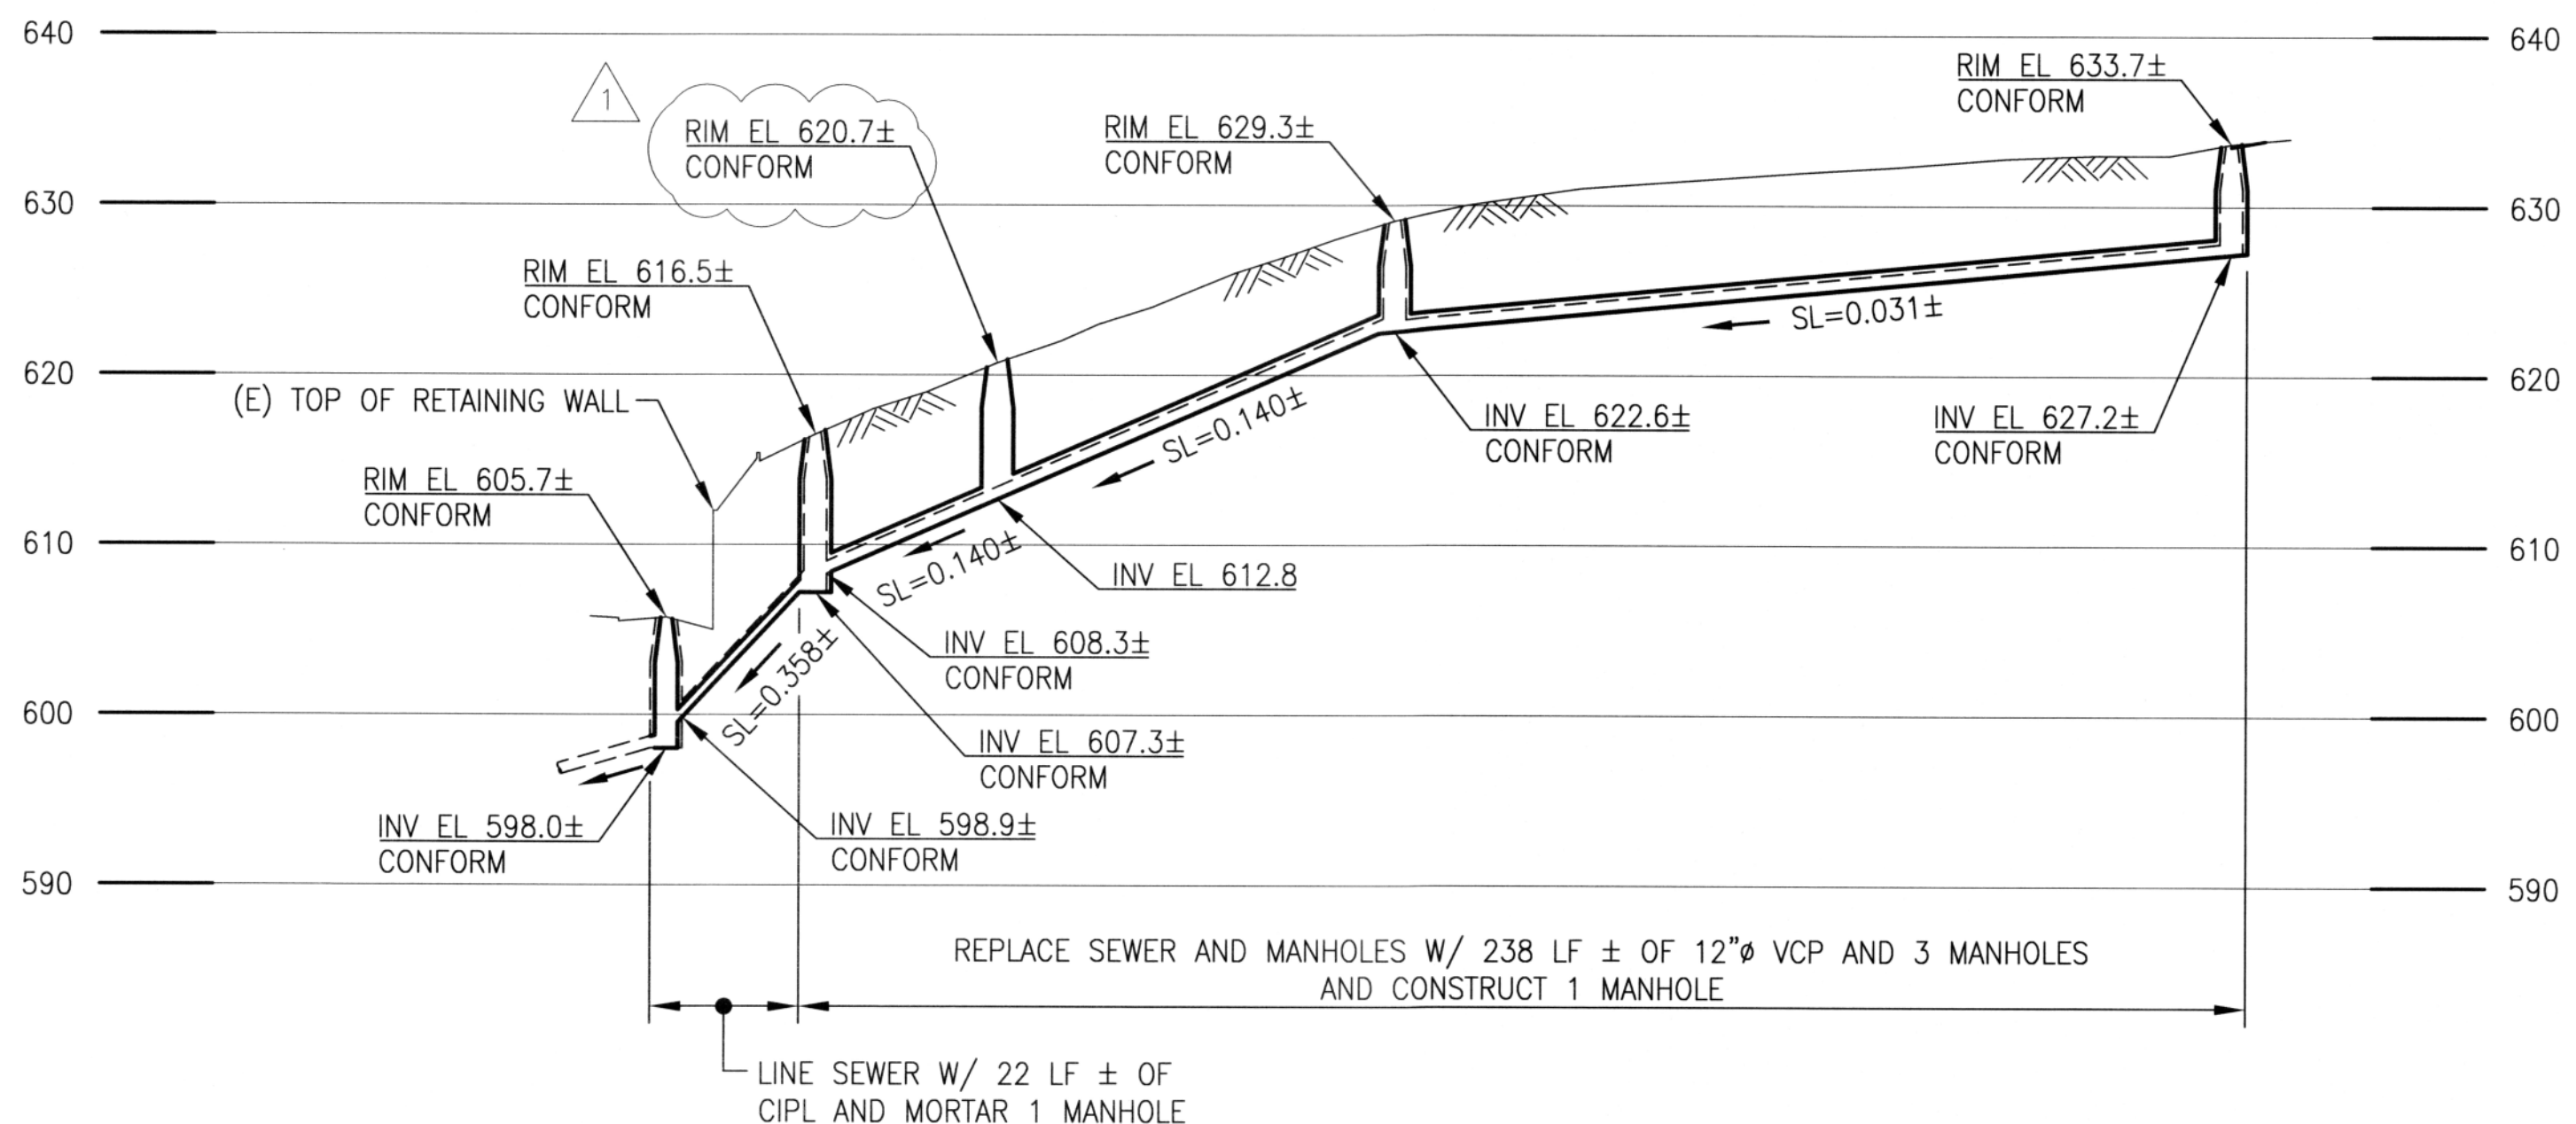 640
640
RIM EL 633.7±
CONFORM
1
RIM EL 620.7±
CONFORM
RIM EL 629.3±
CONFORM
630
630
RIM EL 616.5±
CONFORM
SL=0.031±
620
620
(E) TOP OF RETAINING WALL
SL=0.140±
INV EL 622.6±
CONFORM
INV EL 627.2±
CONFORM
RIM EL 605.7±
CONFORM
610
610
SL=0.140±
INV EL 612.8
SL=0.358±
INV EL 608.3±
CONFORM
600
600
INV EL 607.3±
CONFORM
INV EL 598.0±
CONFORM
INV EL 598.9±
CONFORM
590
590
REPLACE SEWER AND MANHOLES W/ 238 LF ± OF 12"ø VCP AND 3 MANHOLES
AND CONSTRUCT 1 MANHOLE
LINE SEWER W/ 22 LF ± OF
CIPL AND MORTAR 1 MANHOLE